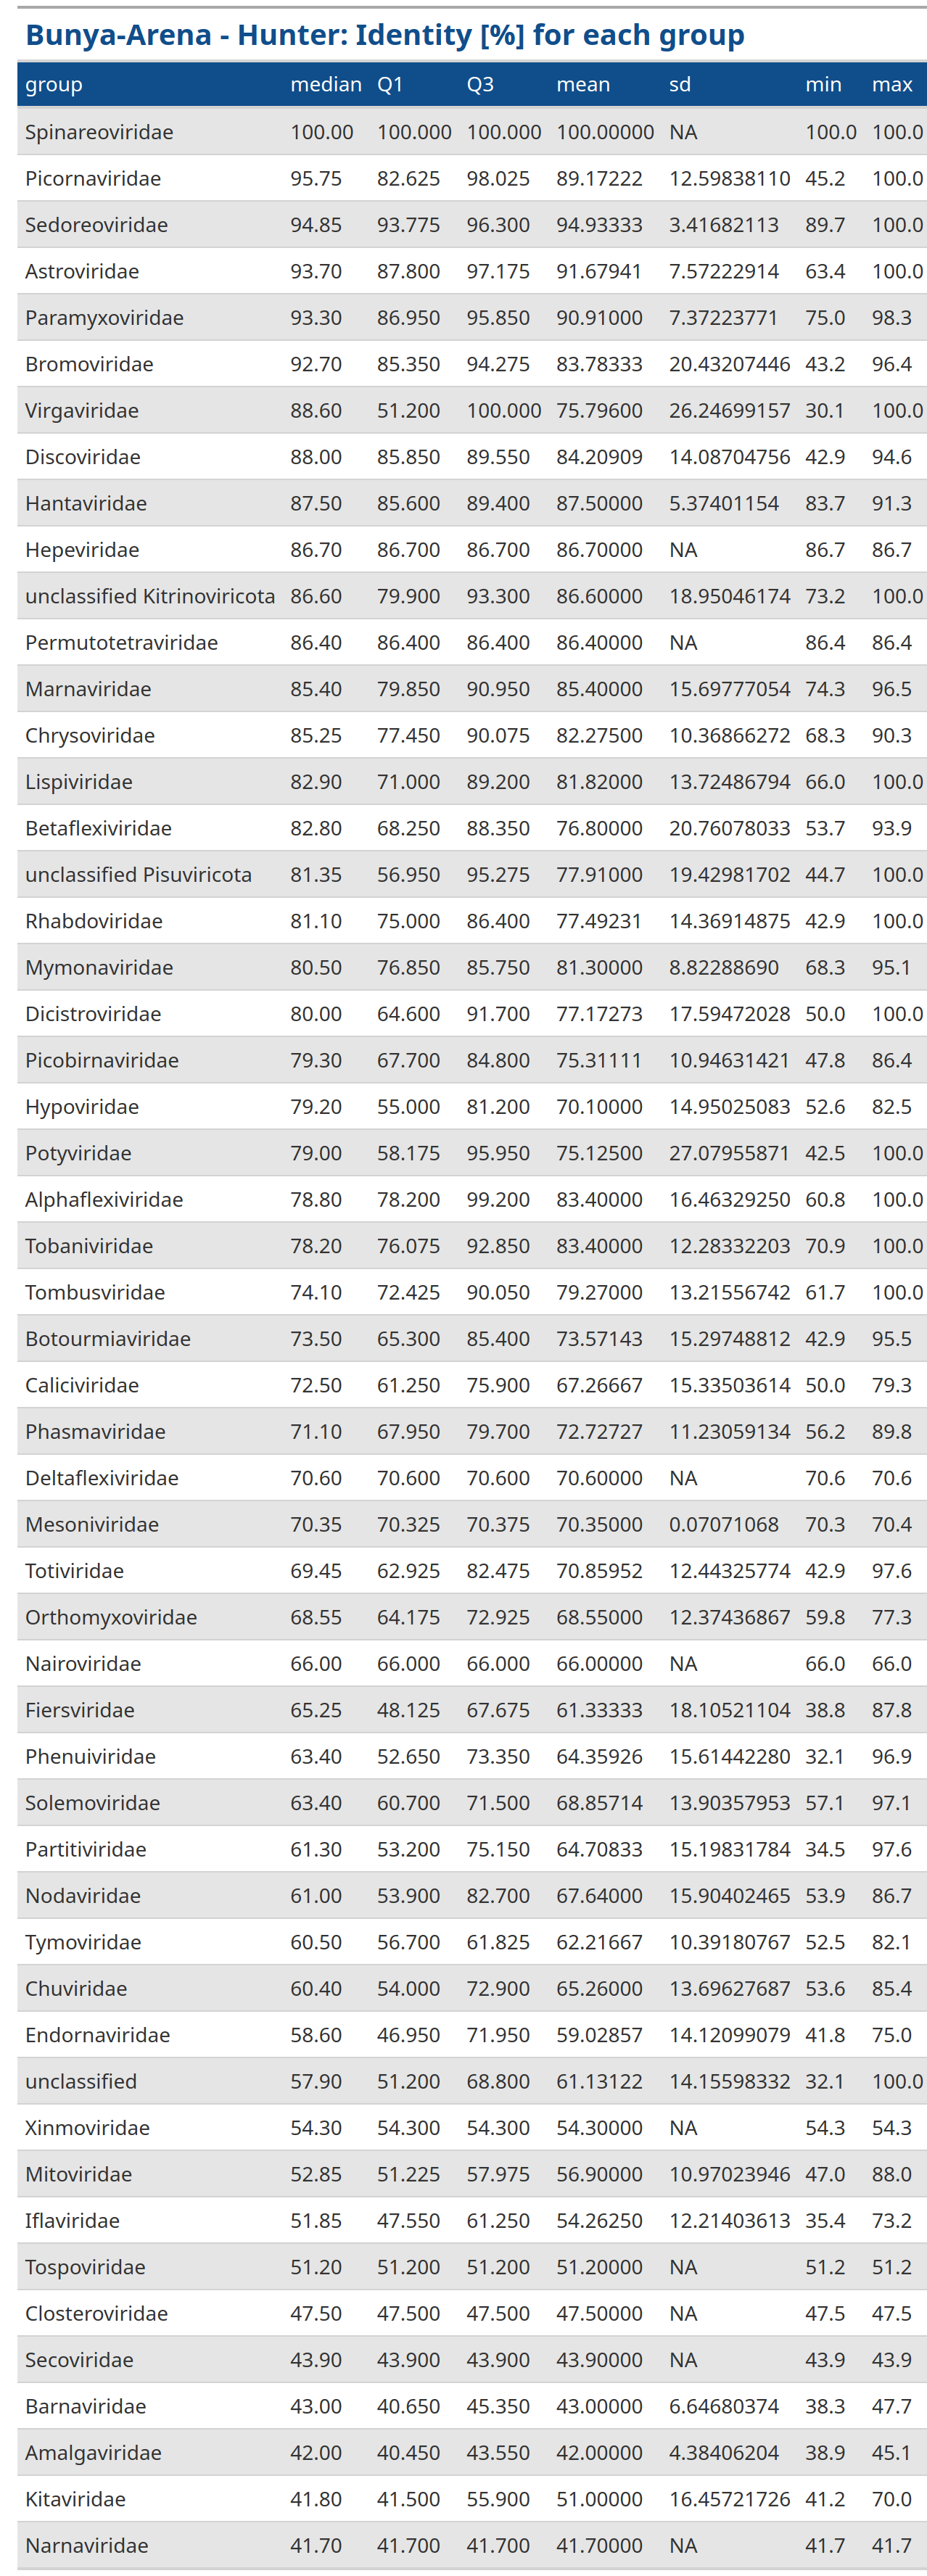 Bunya-Arena - Hunter: Identity [%] for each group
group median Q1 Q3 mean sd min max
Spinareoviridae 100.00 100.000 100.000 100.00000 NA 100.0 100.0
Picornaviridae 95.75 82.625 98.025 89.17222 12.59838110 45.2 100.0
Sedoreoviridae 94.85 93.775 96.300 94.93333 3.41682113 89.7 100.0
Astroviridae 93.70 87.800 97.175 91.67941 7.57222914 63.4 100.0
Paramyxoviridae 93.30 86.950 95.850 90.91000 7.37223771 75.0 98.3
Bromoviridae 92.70 85.350 94.275 83.78333 20.43207446 43.2 96.4
Virgaviridae 88.60 51.200 100.000 75.79600 26.24699157 30.1 100.0
Discoviridae 88.00 85.850 89.550 84.20909 14.08704756 42.9 94.6
Hantaviridae 87.50 85.600 89.400 87.50000 5.37401154 83.7 91.3
Hepeviridae 86.70 86.700 86.700 86.70000 NA 86.7 86.7
unclassified Kitrinoviricota 86.60 79.900 93.300 86.60000 18.95046174 73.2 100.0
Permutotetraviridae 86.40 86.400 86.400 86.40000 NA 86.4 86.4
Marnaviridae 85.40 79.850 90.950 85.40000 15.69777054 74.3 96.5
Chrysoviridae 85.25 77.450 90.075 82.27500 10.36866272 68.3 90.3
Lispiviridae 82.90 71.000 89.200 81.82000 13.72486794 66.0 100.0
Betaflexiviridae 82.80 68.250 88.350 76.80000 20.76078033 53.7 93.9
unclassified Pisuviricota 81.35 56.950 95.275 77.91000 19.42981702 44.7 100.0
Rhabdoviridae 81.10 75.000 86.400 77.49231 14.36914875 42.9 100.0
Mymonaviridae 80.50 76.850 85.750 81.30000 8.82288690 68.3 95.1
Dicistroviridae 80.00 64.600 91.700 77.17273 17.59472028 50.0 100.0
Picobirnaviridae 79.30 67.700 84.800 75.31111 10.94631421 47.8 86.4
Hypoviridae 79.20 55.000 81.200 70.10000 14.95025083 52.6 82.5
Potyviridae 79.00 58.175 95.950 75.12500 27.07955871 42.5 100.0
Alphaflexiviridae 78.80 78.200 99.200 83.40000 16.46329250 60.8 100.0
Tobaniviridae 78.20 76.075 92.850 83.40000 12.28332203 70.9 100.0
Tombusviridae 74.10 72.425 90.050 79.27000 13.21556742 61.7 100.0
Botourmiaviridae 73.50 65.300 85.400 73.57143 15.29748812 42.9 95.5
Caliciviridae 72.50 61.250 75.900 67.26667 15.33503614 50.0 79.3
Phasmaviridae 71.10 67.950 79.700 72.72727 11.23059134 56.2 89.8
Deltaflexiviridae 70.60 70.600 70.600 70.60000 NA 70.6 70.6
Mesoniviridae 70.35 70.325 70.375 70.35000 0.07071068 70.3 70.4
Totiviridae 69.45 62.925 82.475 70.85952 12.44325774 42.9 97.6
Orthomyxoviridae 68.55 64.175 72.925 68.55000 12.37436867 59.8 77.3
Nairoviridae 66.00 66.000 66.000 66.00000 NA 66.0 66.0
Fiersviridae 65.25 48.125 67.675 61.33333 18.10521104 38.8 87.8
Phenuiviridae 63.40 52.650 73.350 64.35926 15.61442280 32.1 96.9
Solemoviridae 63.40 60.700 71.500 68.85714 13.90357953 57.1 97.1
Partitiviridae 61.30 53.200 75.150 64.70833 15.19831784 34.5 97.6
Nodaviridae 61.00 53.900 82.700 67.64000 15.90402465 53.9 86.7
Tymoviridae 60.50 56.700 61.825 62.21667 10.39180767 52.5 82.1
Chuviridae 60.40 54.000 72.900 65.26000 13.69627687 53.6 85.4
Endornaviridae 58.60 46.950 71.950 59.02857 14.12099079 41.8 75.0
unclassified 57.90 51.200 68.800 61.13122 14.15598332 32.1 100.0
Xinmoviridae 54.30 54.300 54.300 54.30000 NA 54.3 54.3
Mitoviridae 52.85 51.225 57.975 56.90000 10.97023946 47.0 88.0
Iflaviridae 51.85 47.550 61.250 54.26250 12.21403613 35.4 73.2
Tospoviridae 51.20 51.200 51.200 51.20000 NA 51.2 51.2
Closteroviridae 47.50 47.500 47.500 47.50000 NA 47.5 47.5
Secoviridae 43.90 43.900 43.900 43.90000 NA 43.9 43.9
Barnaviridae 43.00 40.650 45.350 43.00000 6.64680374 38.3 47.7
Amalgaviridae 42.00 40.450 43.550 42.00000 4.38406204 38.9 45.1
Kitaviridae 41.80 41.500 55.900 51.00000 16.45721726 41.2 70.0
Narnaviridae 41.70 41.700 41.700 41.70000 NA 41.7 41.7